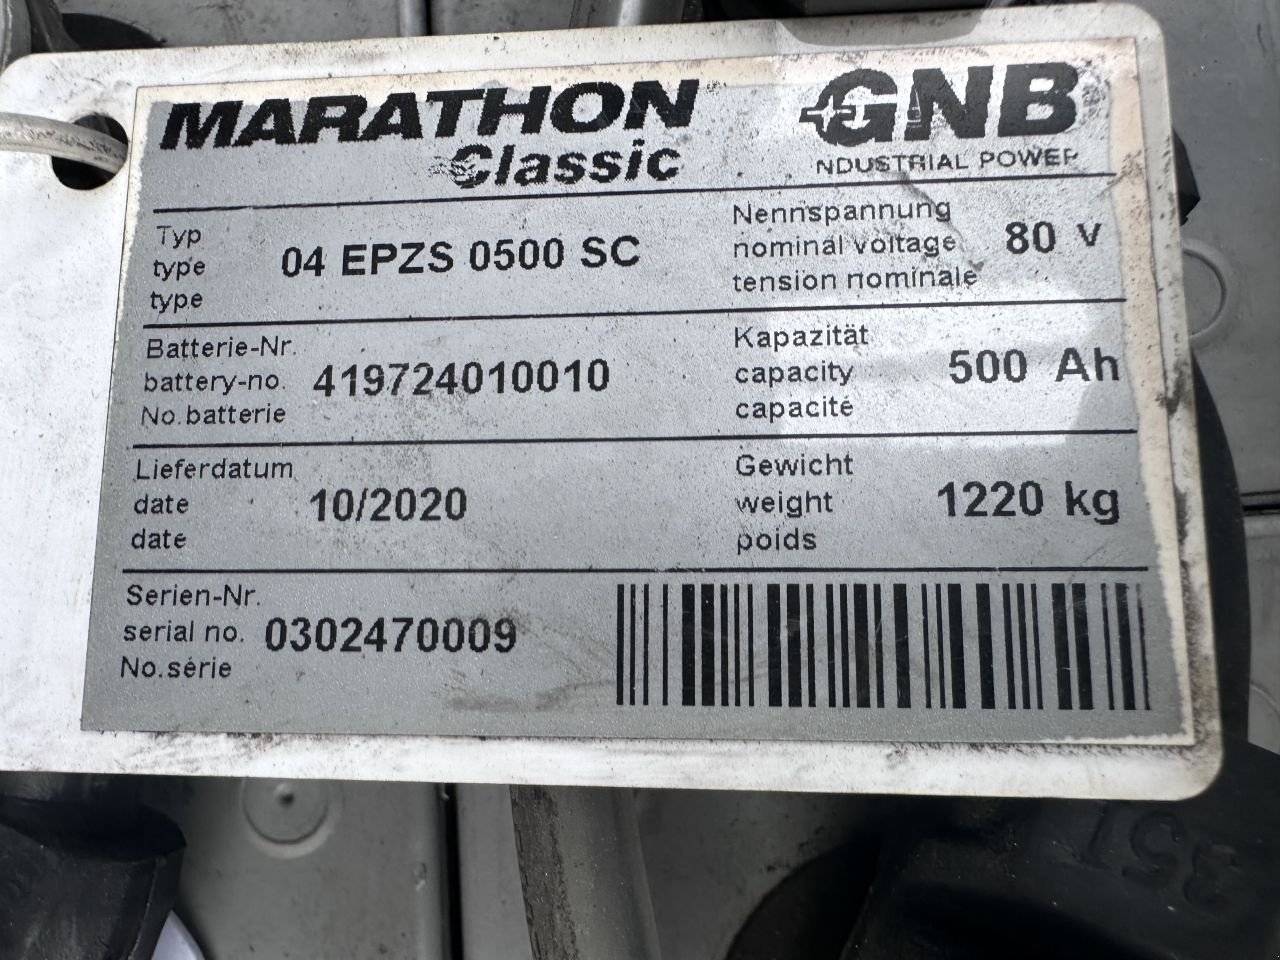 MARATHON
Classic
GNB
NDUSTRIAL POWER
Typ
type
type
04 EPZS 0500 SC
Nennspannung
nominal voltage
tension nominale
80 V
Batterie-Nr.
battery-no.
No.batterie
419724010010
Kapazität
capacity
capacité
500 Ah
Lieferdatum
date
date
10/2020
Gewicht
weight
poids
1220 kg
Serien-Nr.
serial no.
No.série
0302470009
351